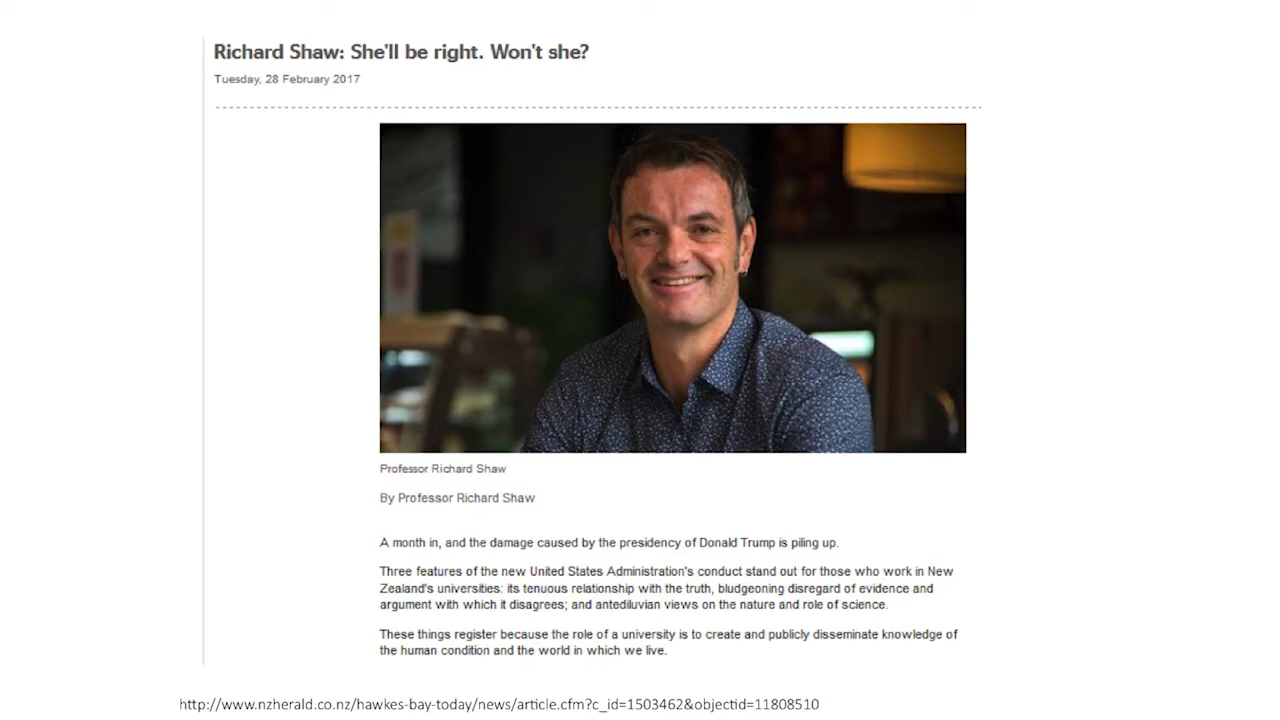 Richard Shaw: She'll be right. Won't she?
Tuesday, 28 February 2017
Professor Richard Shaw
By Professor Richard Shaw
A month in, and the damage caused by the presidency of Donald Trump is piling up.
Three features of the new United States Administration's conduct stand out for those who work in New
Zealand's universities: its tenuous relationship with the truth, bludgeoning disregard of evidence and
argument with which it disagrees; and antediluvian views on the nature and role of science.
These things register because the role of a university is to create and publicly disseminate knowledge of
the human condition and the world in which we live.
http://www.nzherald.co.nz/hawkes-bay-today/news/article.cfm?c_id=1503462&objectid=11808510